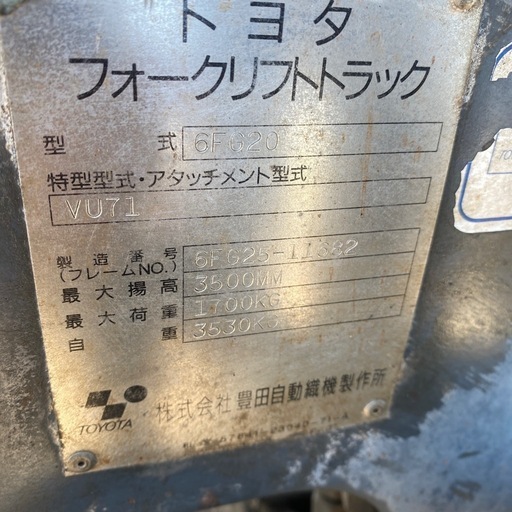 トヨタ
フォークリフトトラック
型式 6FG20
特型型式・アタッチメント型式
VU71
製造番号
(フレームNO.) 6FG25-11382
最大揚高 3500MM
最大荷重 1700KG
自重 3530KG
TOYOTA 株式会社豊田自動織機製作所